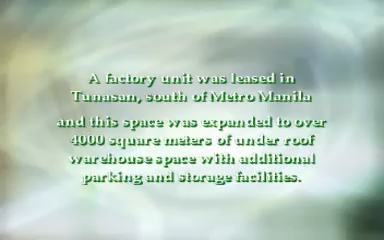 A factory unit was leased in
Tunasan, south of Metro Manila
and this space was expanded to over
4000 square meters of under roof
warehouse space with additional
parking and storage facilities.